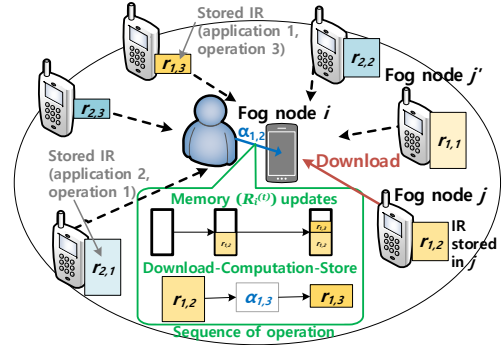 Stored IR
(application 1,
operation 3)
r1,3
r2,2
Fog node i
Fog node j'
r2,3
α1,2
r1,1
Stored IR
(application 2,
operation 1)
Download
Fog node j
Memory (Ri(t)) updates
r1,2
IR
stored
in j
r1,2
r1,3
r1,2
r2,1
Download-Computation-Store
r1,2
α1,3
r1,3
Sequence of operation